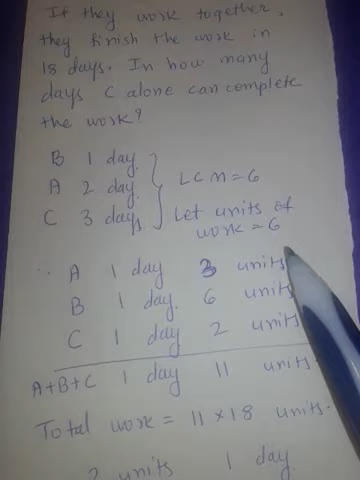 If they work together,
they finish the work in
18 days. In how many
days C alone can complete
the work?
B 1 day
A 2 day
C 3 days
LCM = 6
Let units of
work = 6
∴ A 1 day 3 units
B 1 day. 6 units
C 1 day 2 units
A+B+C 1 day 11 units.
Total work = 11 × 18 units.
2 units 1 day